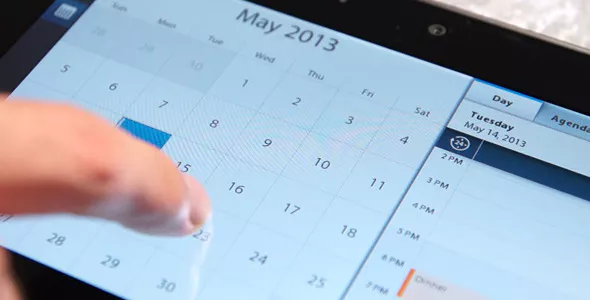 May 2013
Sun Mon Tue Wed Thu Fri Sat
28 29 30 1 2 3 4
5 6 7 8 9 10 11
15 16 17 18
23 24 25
28 29 30
Day Agenda
Tuesday
May 14, 2013
24
2 PM
3 PM
4 PM
5 PM
6 PM
7 PM
October